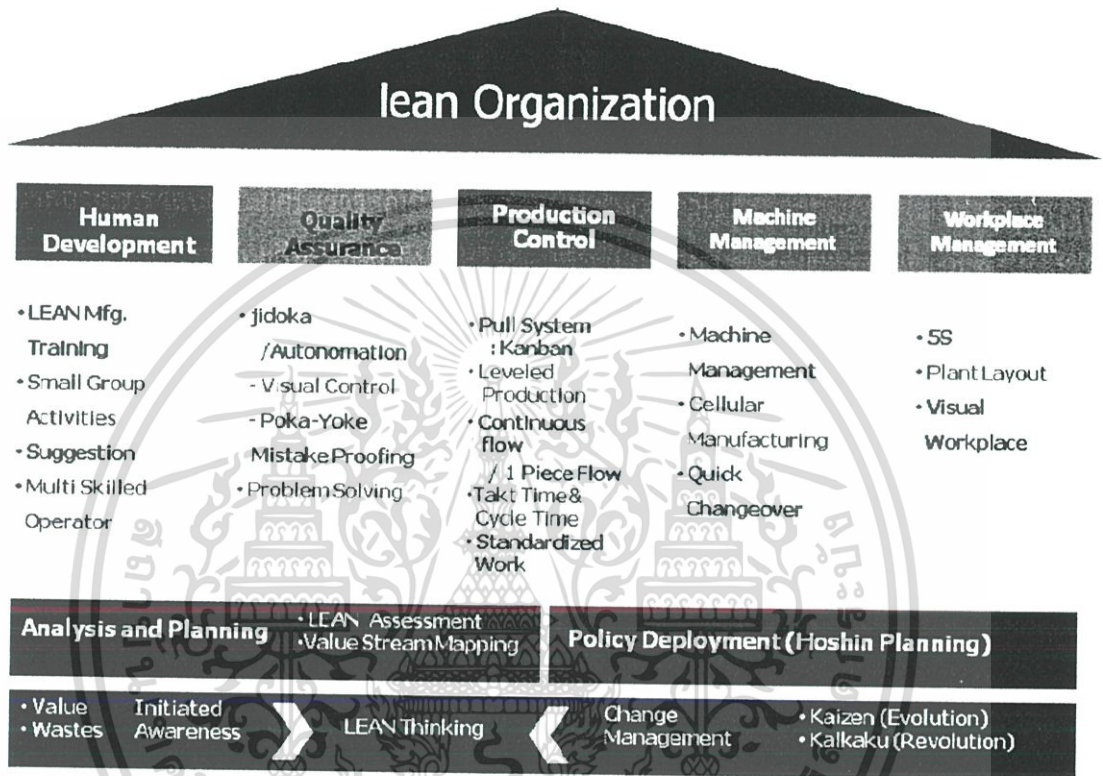 lean Organization
Human
Development
Quality
Assurance
Production
Control
Machine
Management
Workplace
Management
• LEAN Mfg.
Training
• Small Group
Activities
• Suggestion
• Multi Skilled
Operator
• jidoka
/Autonomation
- Visual Control
- Poka-Yoke
Mistake Proofing
• Problem Solving
• Pull System
: Kanban
• Leveled
Production
• Continuous
flow
/ 1 Piece Flow
• Takt Time &
Cycle Time
• Standardized
Work
• Machine
Management
• Cellular
Manufacturing
• Quick
Changeover
• 5S
• Plant Layout
• Visual
Workplace
Analysis and Planning
• LEAN Assessment
• Value Stream Mapping
Policy Deployment (Hoshin Planning)
• Value
• Wastes
Initiated
Awareness
LEAN Thinking
Change
Management
• Kaizen (Evolution)
• Kalkaku (Revolution)